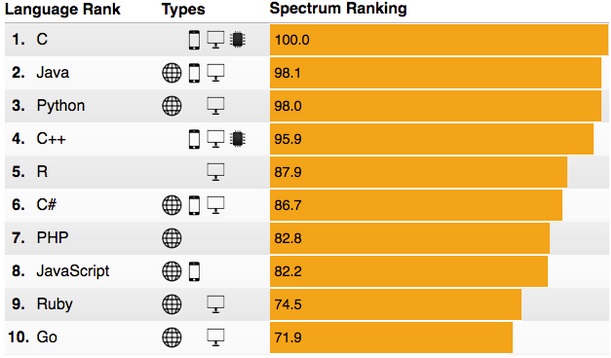 Language Rank Types Spectrum Ranking
1. C 100.0
2. Java 98.1
3. Python 98.0
4. C++ 95.9
5. R 87.9
6. C# 86.7
7. PHP 82.8
8. JavaScript 82.2
9. Ruby 74.5
10. Go 71.9